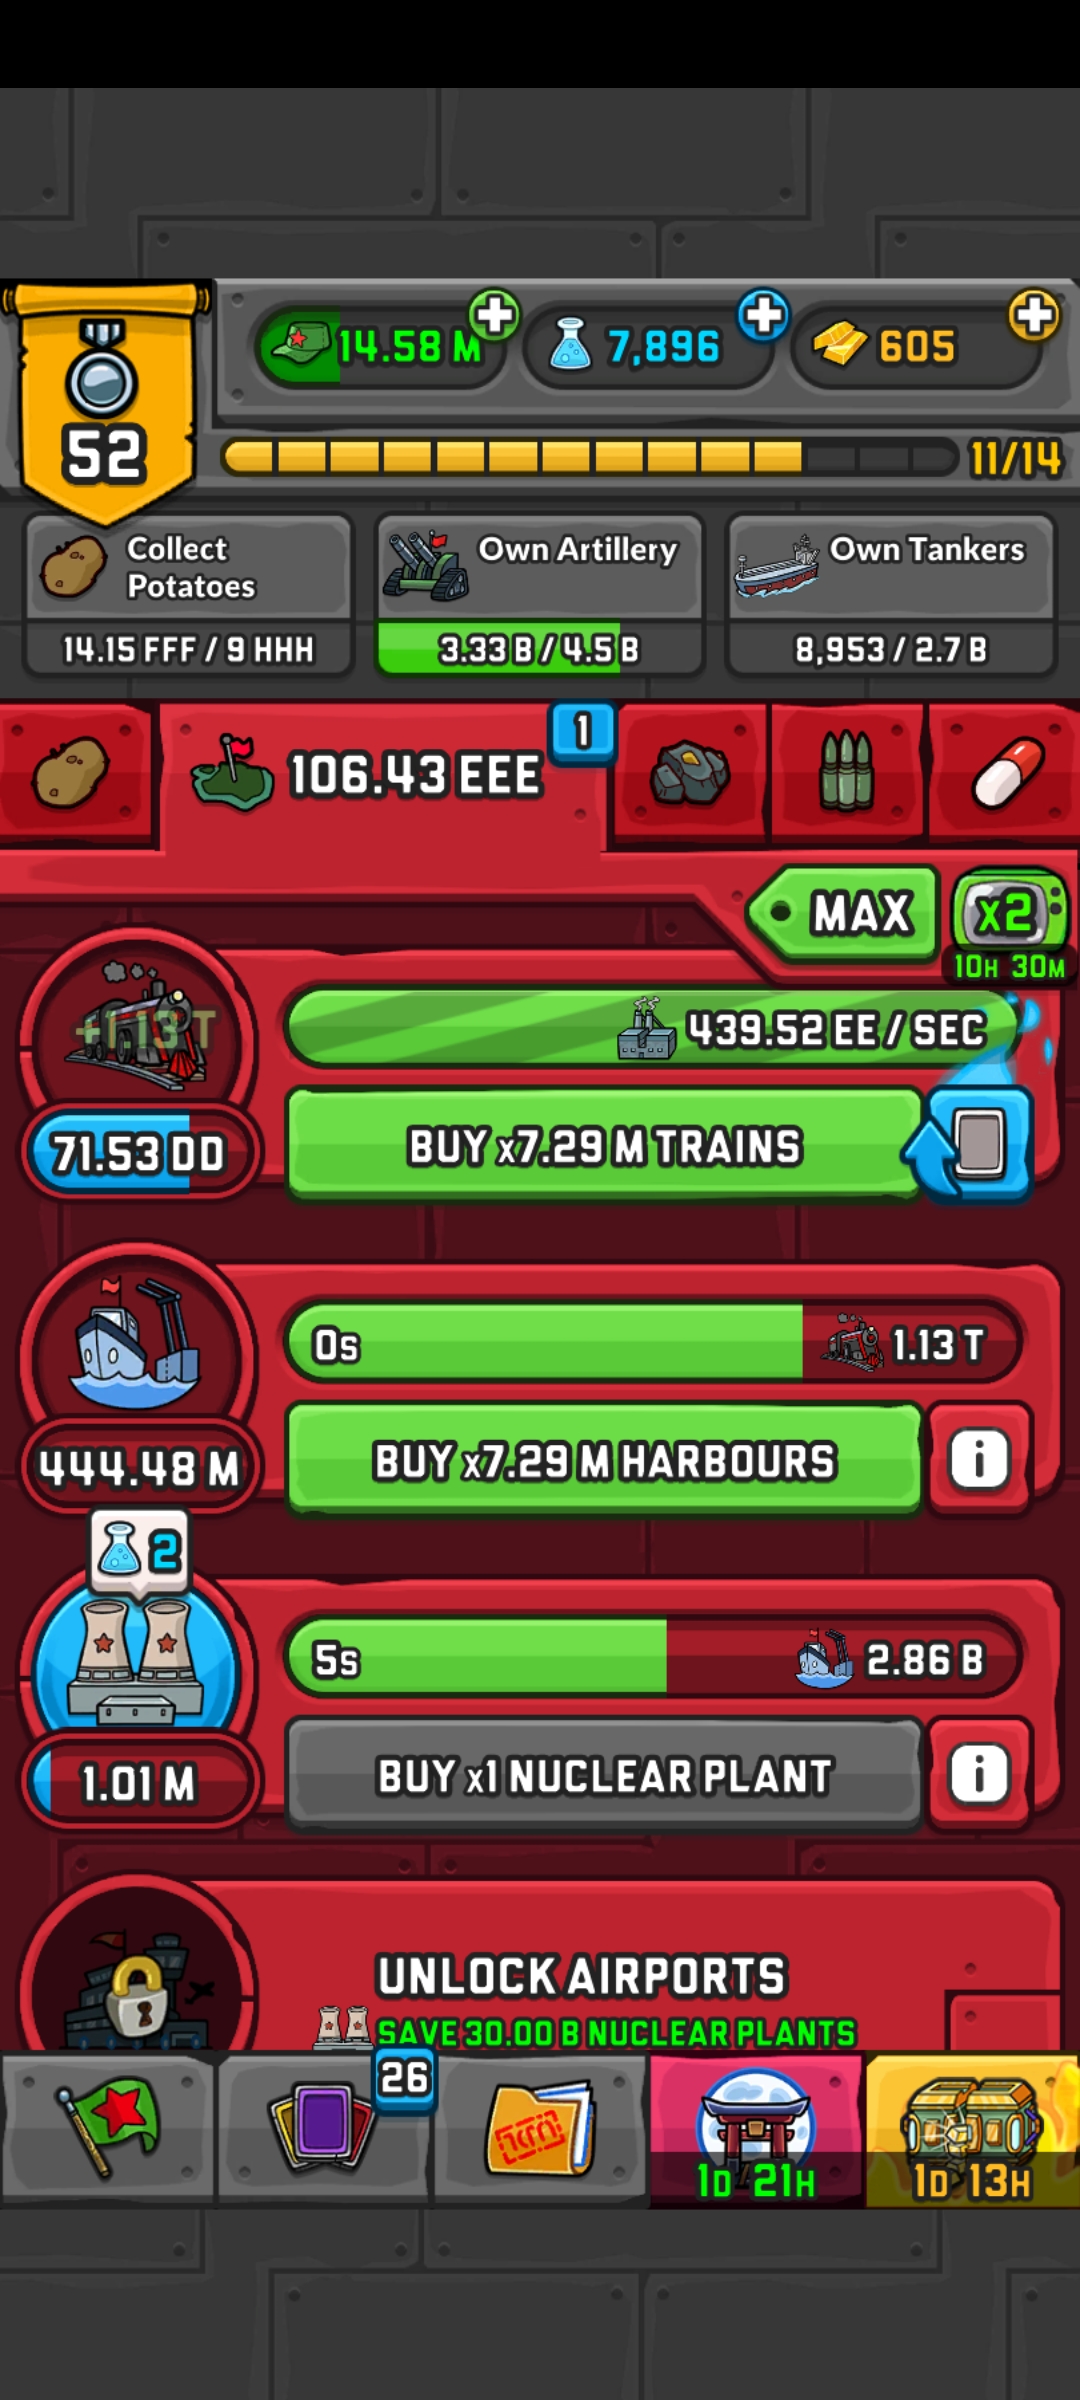 14.58 M
7,896
605
52
11/14
Collect
Potatoes
14.15 FFF / 9 HHH
Own Artillery
3.33 B / 4.5 B
Own Tankers
8,953 / 2.7 B
106.43 EEE
1
MAX
x2
10H 30M
+1.13 T
439.52 EE / SEC
71.53 DD
BUY x7.29 M TRAINS
0s
1.13 T
444.48 M
BUY x7.29 M HARBOURS
i
2
5s
2.86 B
1.01 M
BUY x1 NUCLEAR PLANT
i
UNLOCK AIRPORTS
SAVE 30.00 B NUCLEAR PLANTS
26
1D 21H
1D 13H